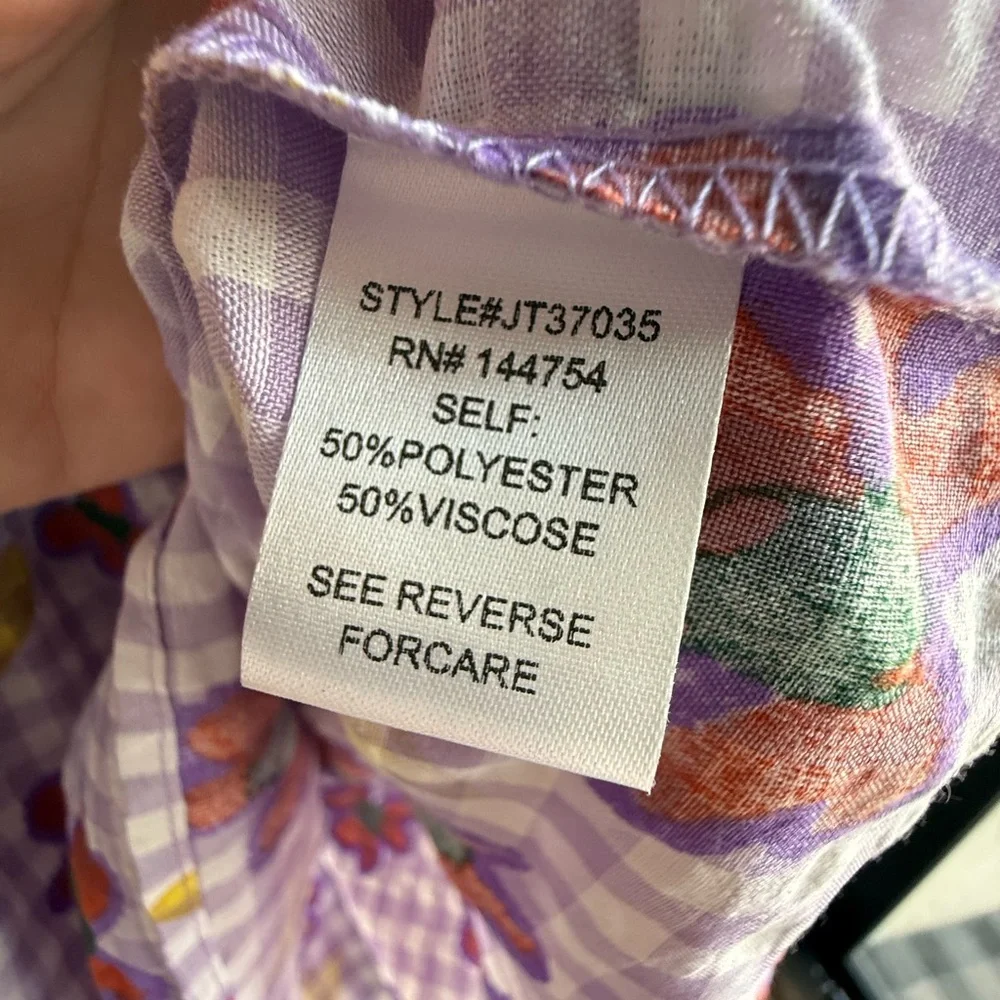 STYLE#JT37035
RN# 144754
SELF:
50%POLYESTER
50%VISCOSE
SEE REVERSE
FORCARE